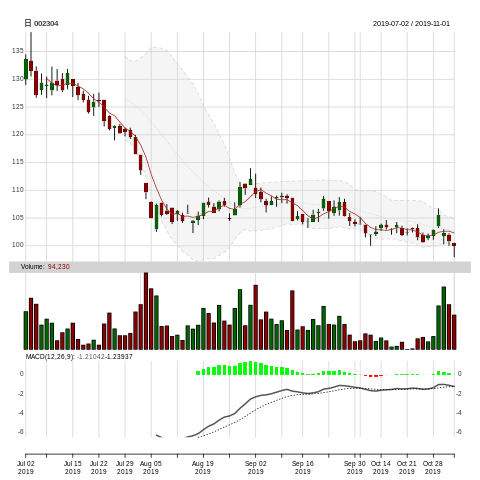 日 002304
2019-07-02 / 2019-11-01
135
130
125
120
115
110
105
100
Volume: 94,230
MACD(12,26,9): -1.21042 -1.23937
0 0
-2 -2
-4 -4
-6 -6
Jul 02 Jul 15 Jul 22 Jul 29 Aug 05 Aug 19 Sep 02 Sep 16 Sep 30 Oct 14 Oct 21 Oct 28
2019 2019 2019 2019 2019 2019 2019 2019 2019 2019 2019 2019